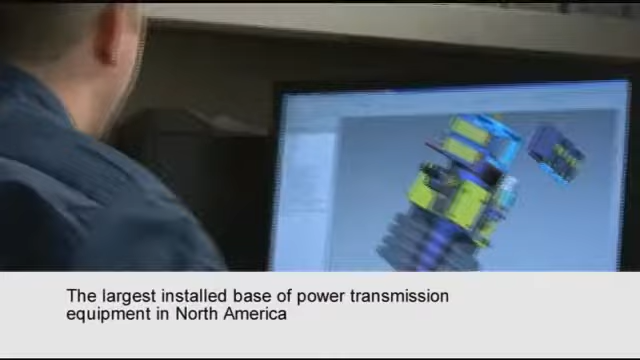 The largest installed base of power transmission
equipment in North America